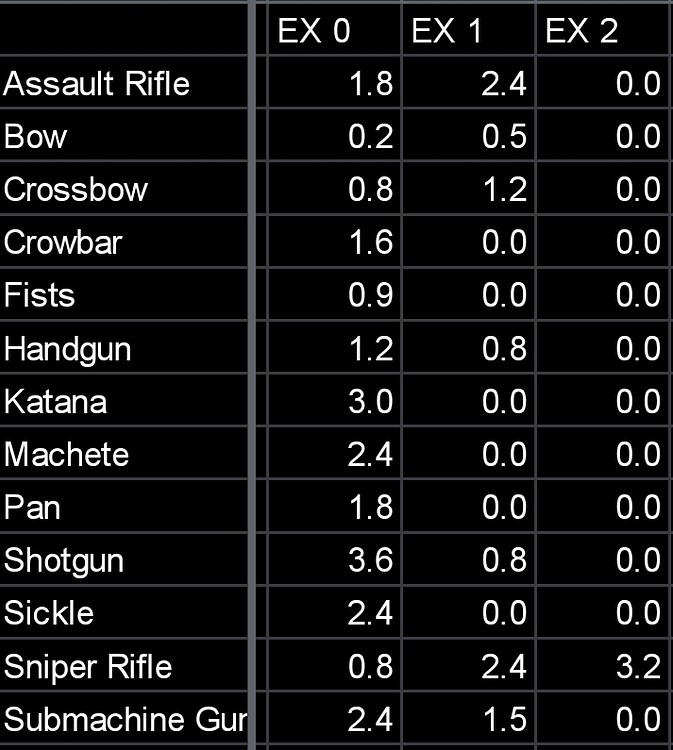 EX 0 EX 1 EX 2
Assault Rifle 1.8 2.4 0.0
Bow 0.2 0.5 0.0
Crossbow 0.8 1.2 0.0
Crowbar 1.6 0.0 0.0
Fists 0.9 0.0 0.0
Handgun 1.2 0.8 0.0
Katana 3.0 0.0 0.0
Machete 2.4 0.0 0.0
Pan 1.8 0.0 0.0
Shotgun 3.6 0.8 0.0
Sickle 2.4 0.0 0.0
Sniper Rifle 0.8 2.4 3.2
Submachine Gun 2.4 1.5 0.0